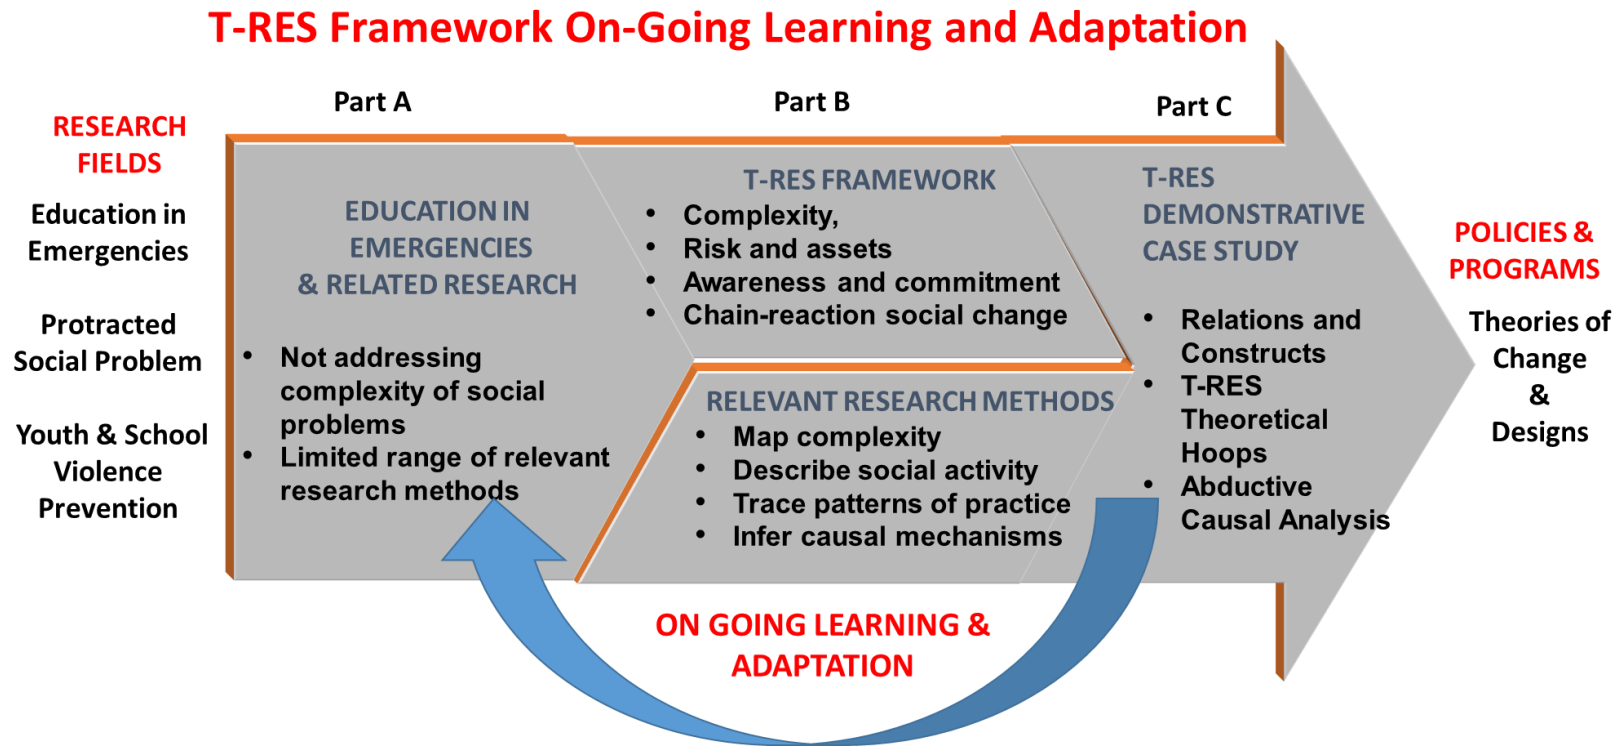 T-RES Framework On-Going Learning and Adaptation
Part A
Part B
Part C
RESEARCH
FIELDS
Education in
Emergencies
Protracted
Social Problem
Youth & School
Violence
Prevention
EDUCATION IN
EMERGENCIES
& RELATED RESEARCH
• Not addressing
complexity of social
problems
• Limited range of relevant
research methods
T-RES FRAMEWORK
• Complexity,
• Risk and assets
• Awareness and commitment
• Chain-reaction social change
RELEVANT RESEARCH METHODS
• Map complexity
• Describe social activity
• Trace patterns of practice
• Infer causal mechanisms
T-RES
DEMONSTRATIVE
CASE STUDY
• Relations and
Constructs
• T-RES
Theoretical
Hoops
• Abductive
Causal Analysis
POLICIES &
PROGRAMS
Theories of
Change
&
Designs
ON GOING LEARNING &
ADAPTATION